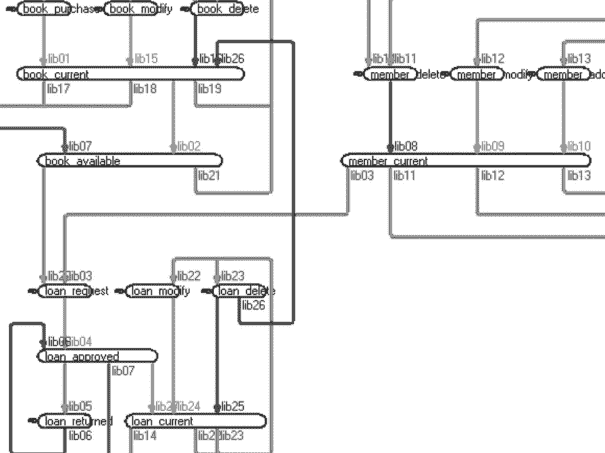 book_purchase book_modify book_delete
lib01 lib15 lib26 lib11 lib12 lib13
book_current member_delete member_modify member_add
lib17 lib18 lib19
lib07 lib02 lib08 lib09 lib10
book_available member_current
lib21 lib03 lib11 lib12 lib13
lib03 lib22 lib23
loan_request loan_modify loan_delete
lib26
lib04
loan_approved
lib07
lib05 lib24 lib25
loan_returned loan_current
lib06 lib14 lib23